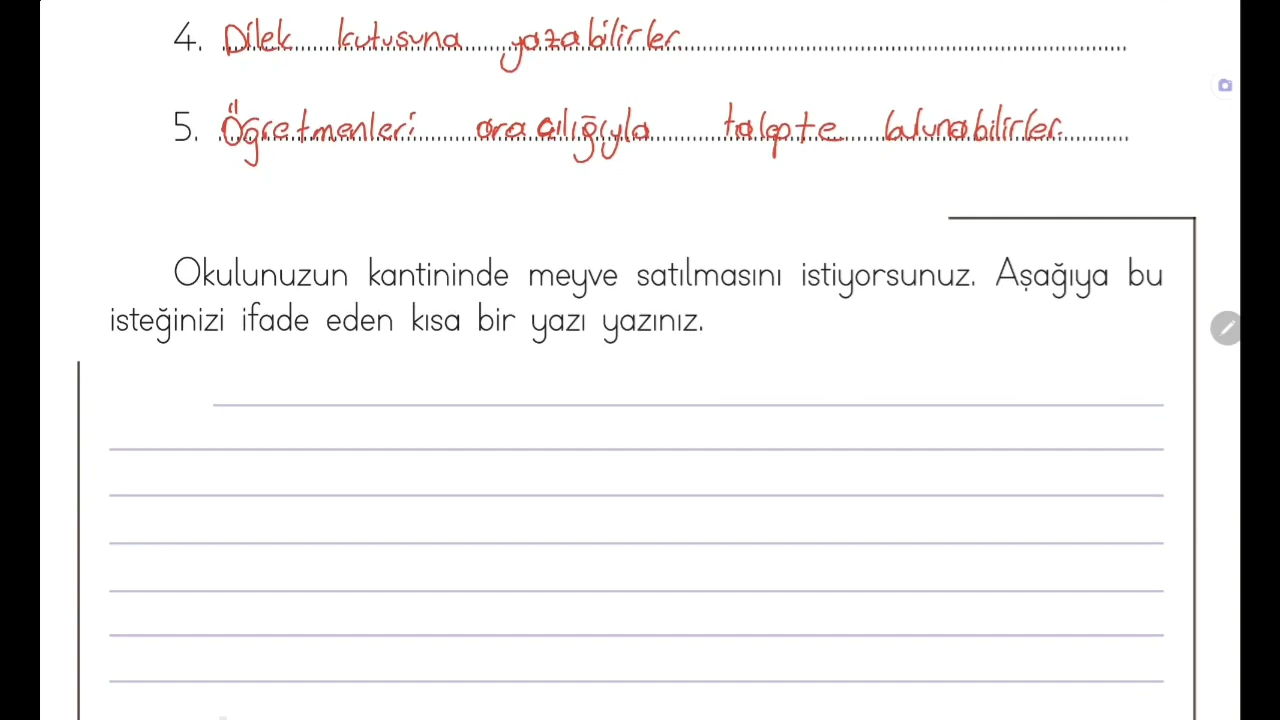 4. Dilek kutusuna yazabilirler.
5. Öğretmenleri aracılığıyla talepte bulunabilirler.
Okulunuzun kantininde meyve satılmasını istiyorsunuz. Aşağıya bu
isteğinizi ifade eden kısa bir yazı yazınız.